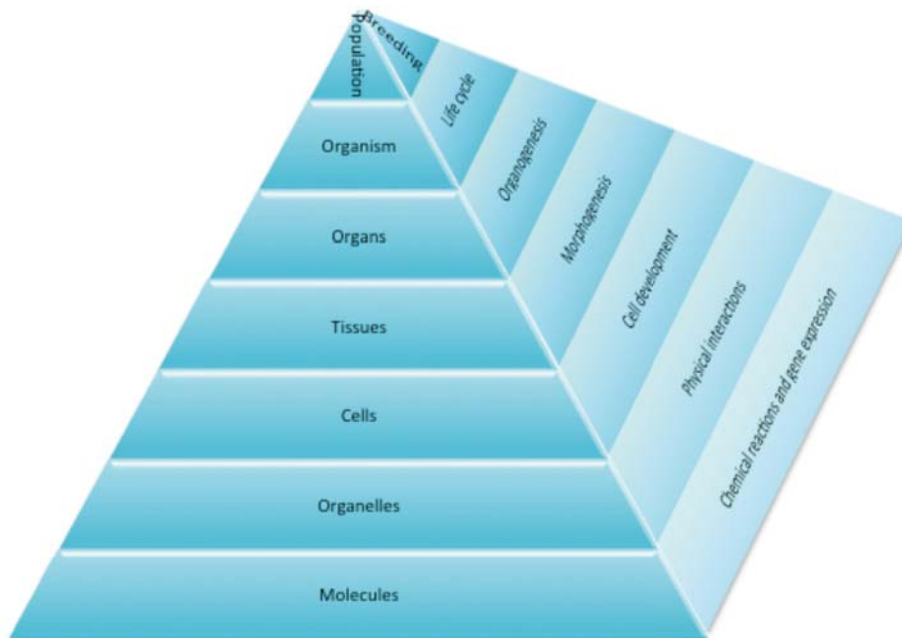 Population
Breeding
Organism
Life cycle
Organs
Organogenesis
Tissues
Morphogenesis
Cells
Cell development
Organelles
Physical interactions
Molecules
Chemical reactions and gene expression